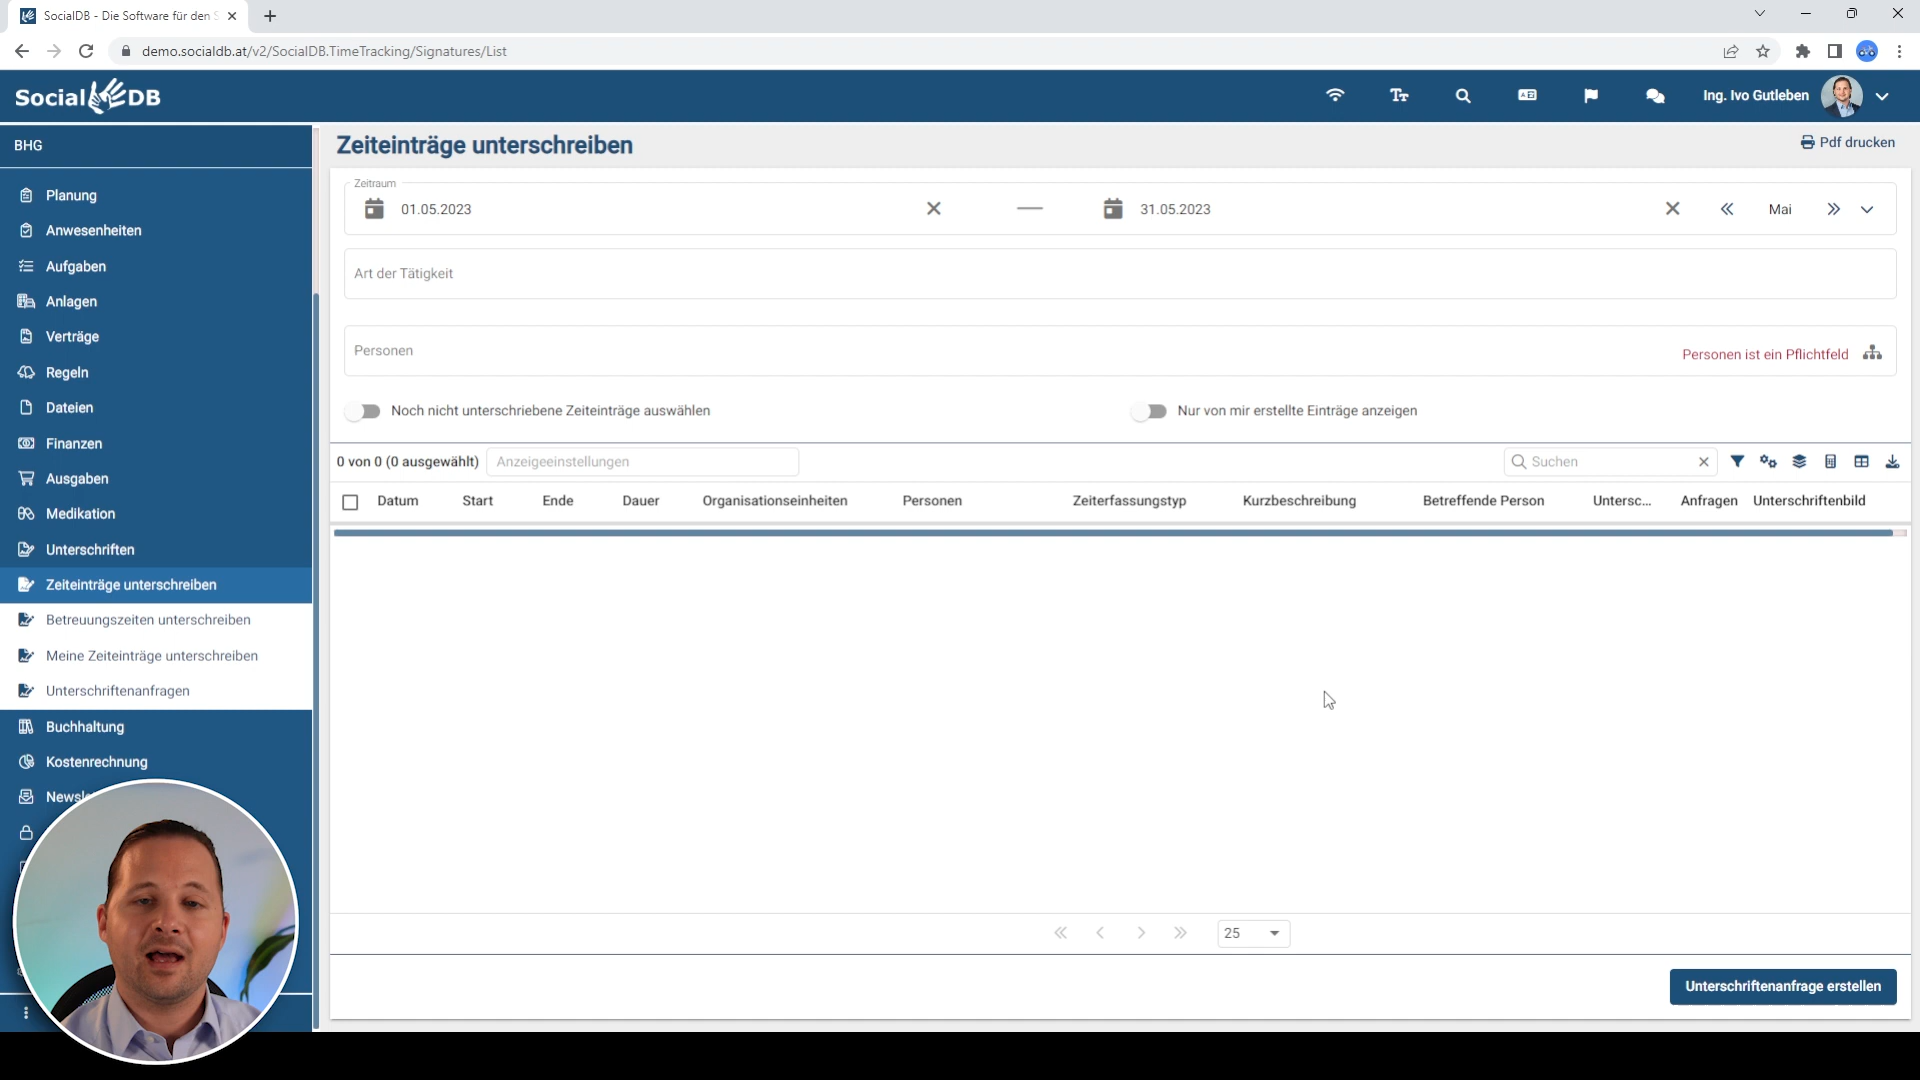 SocialDB - Die Software für den S
demo.socialdb.at/v2/SocialDB.TimeTracking/Signatures/List
Social DB
Ing. Ivo Gutleben
BHG
Planung
Anwesenheiten
Aufgaben
Anlagen
Verträge
Regeln
Dateien
Finanzen
Ausgaben
Medikation
Unterschriften
Zeiteinträge unterschreiben
Betreuungszeiten unterschreiben
Meine Zeiteinträge unterschreiben
Unterschriftenanfragen
Buchhaltung
Kostenrechnung
Zeiteinträge unterschreiben
Pdf drucken
Zeitraum
01.05.2023
31.05.2023
Mai
Art der Tätigkeit
Personen
Personen ist ein Pflichtfeld
Noch nicht unterschriebene Zeiteinträge auswählen
Nur von mir erstellte Einträge anzeigen
0 von 0 (0 ausgewählt)
Anzeigeeinstellungen
Suchen
Datum Start Ende Dauer Organisationseinheiten Personen Zeiterfassungstyp Kurzbeschreibung Betreffende Person Untersc... Anfragen Unterschriftenbild
25
Unterschriftenanfrage erstellen